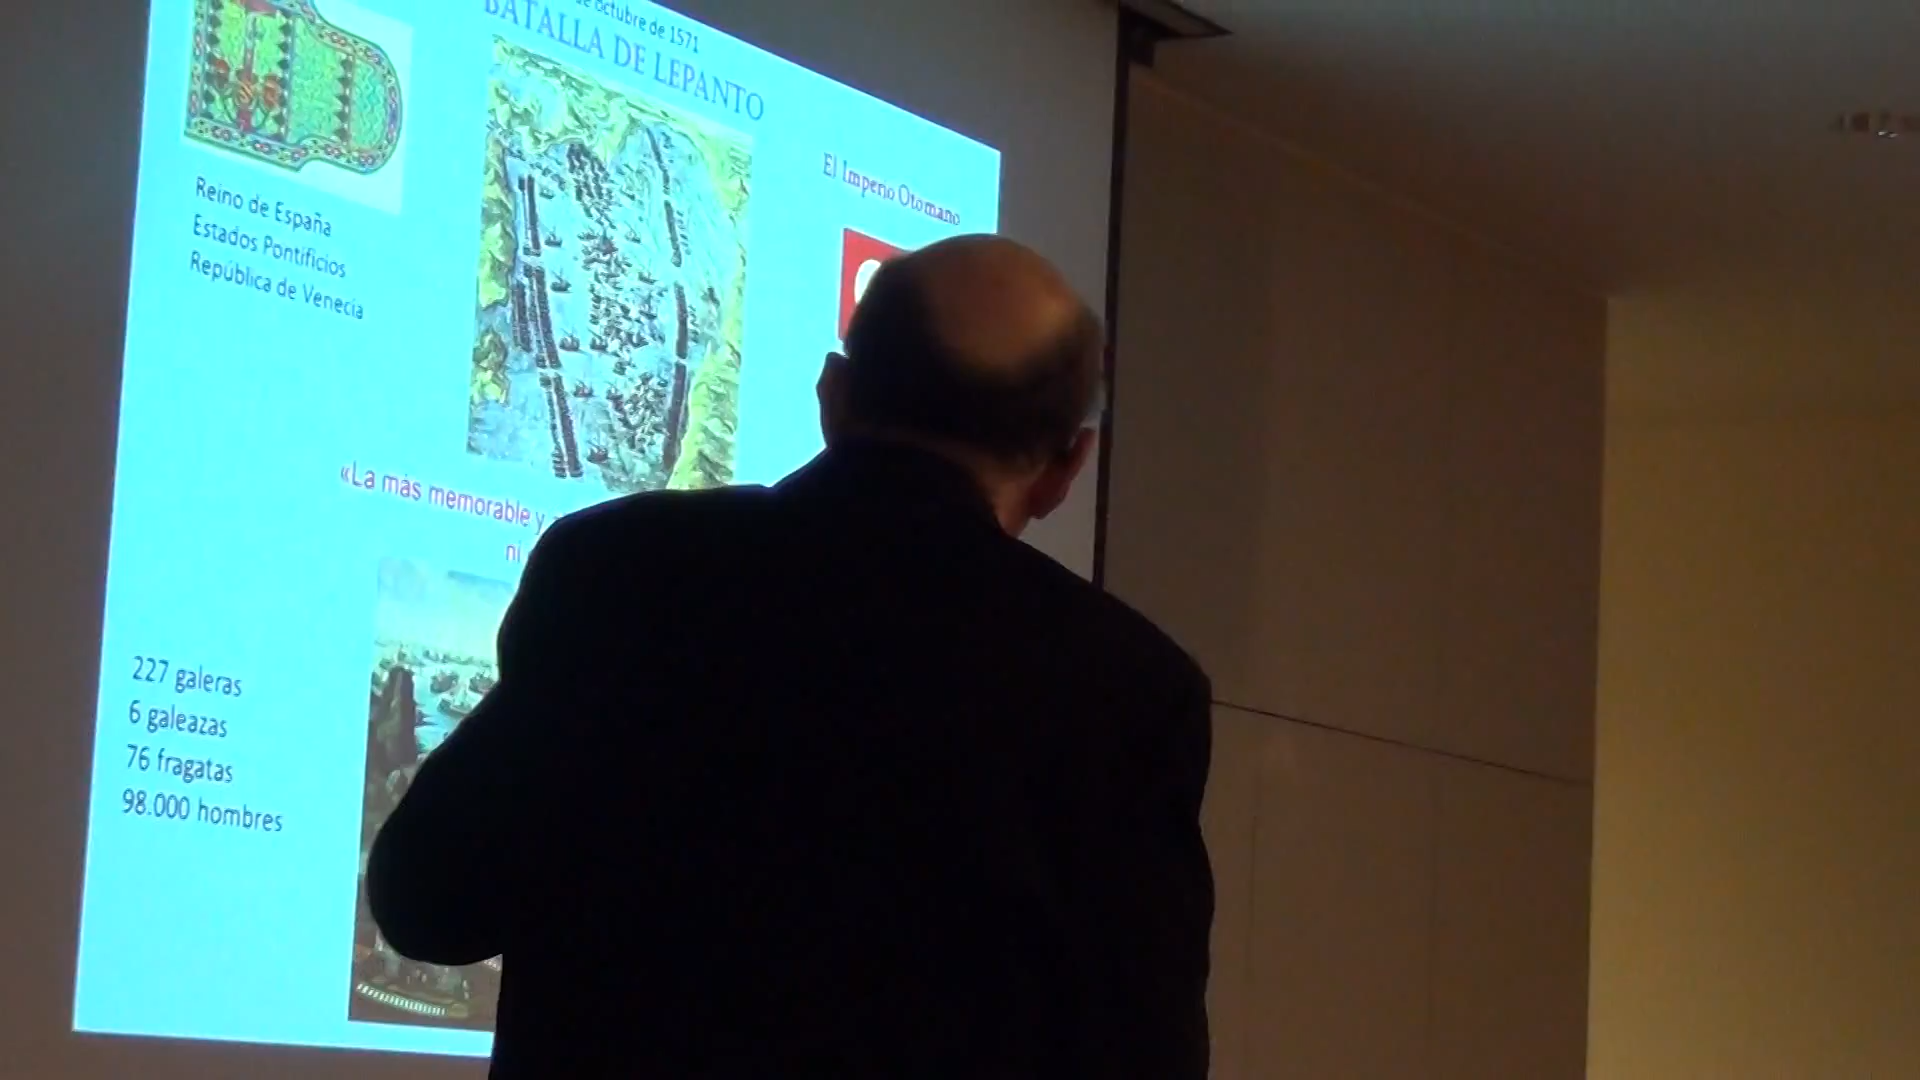 de octubre de 1571
BATALLA DE LEPANTO
El Imperio Otomano
Reino de España
Estados Pontificios
República de Venecia
«La más memorable y
ni
227 galeras
6 galeazas
76 fragatas
98.000 hombres